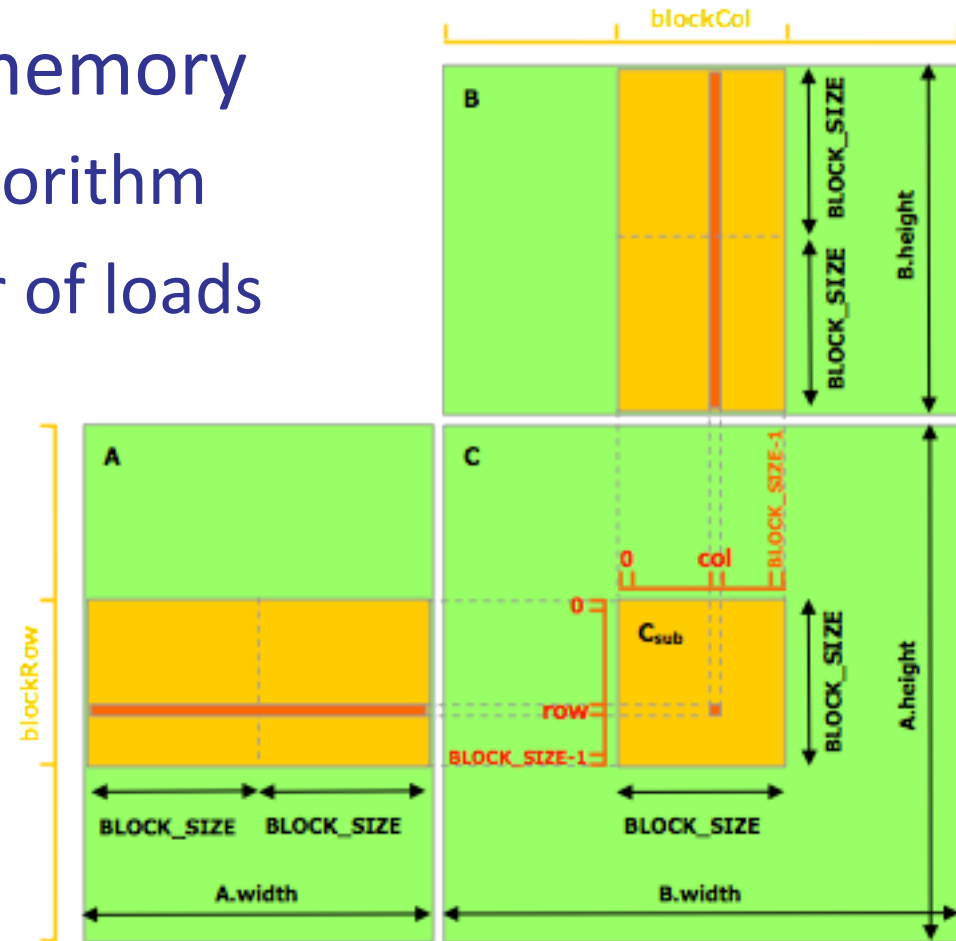 memory
orithm
r of loads
blockCol
B
BLOCK_SIZE
BLOCK_SIZE
B.height
A
C
BLOCK_SIZE-1
0
col
blockRow
0
Csub
row
BLOCK_SIZE-1
BLOCK_SIZE
A.height
BLOCK_SIZE
BLOCK_SIZE
BLOCK_SIZE
A.width
B.width